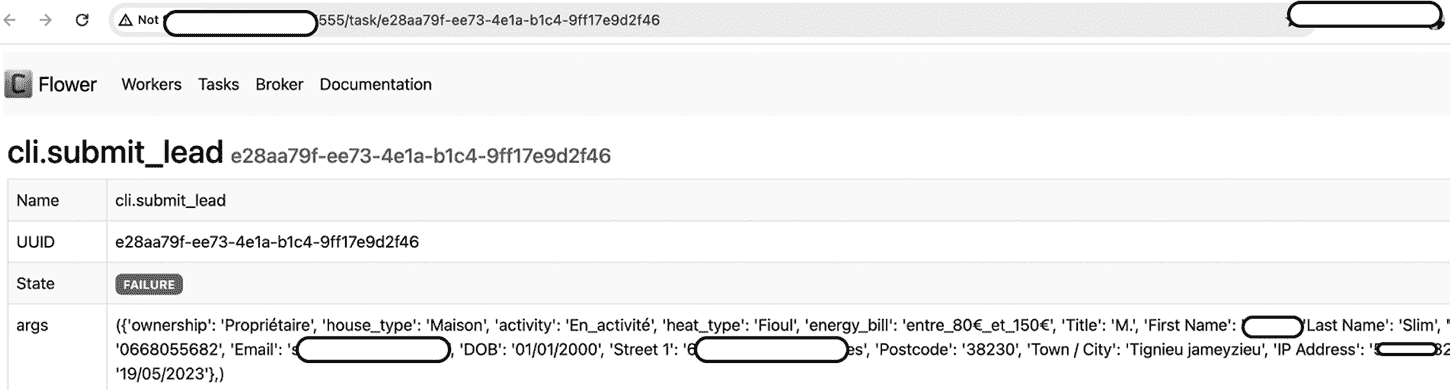 Not 555/task/e28aa79f-ee73-4e1a-b1c4-9ff17e9d2f46
C Flower Workers Tasks Broker Documentation
cli.submit_lead e28aa79f-ee73-4e1a-b1c4-9ff17e9d2f46
Name cli.submit_lead
UUID e28aa79f-ee73-4e1a-b1c4-9ff17e9d2f46
State FAILURE
args ({'ownership': 'Propriétaire', 'house_type': 'Maison', 'activity': 'En_activité', 'heat_type': 'Fioul', 'energy_bill': 'entre_80€_et_150€', 'Title': 'M.', 'First Name': 'Last Name': 'Slim', '
'0668055682', 'Email': 's , 'DOB': '01/01/2000', 'Street 1': '6 es', 'Postcode': '38230', 'Town / City': 'Tignieu jameyzieu', 'IP Address': '5 32
'19/05/2023'},)